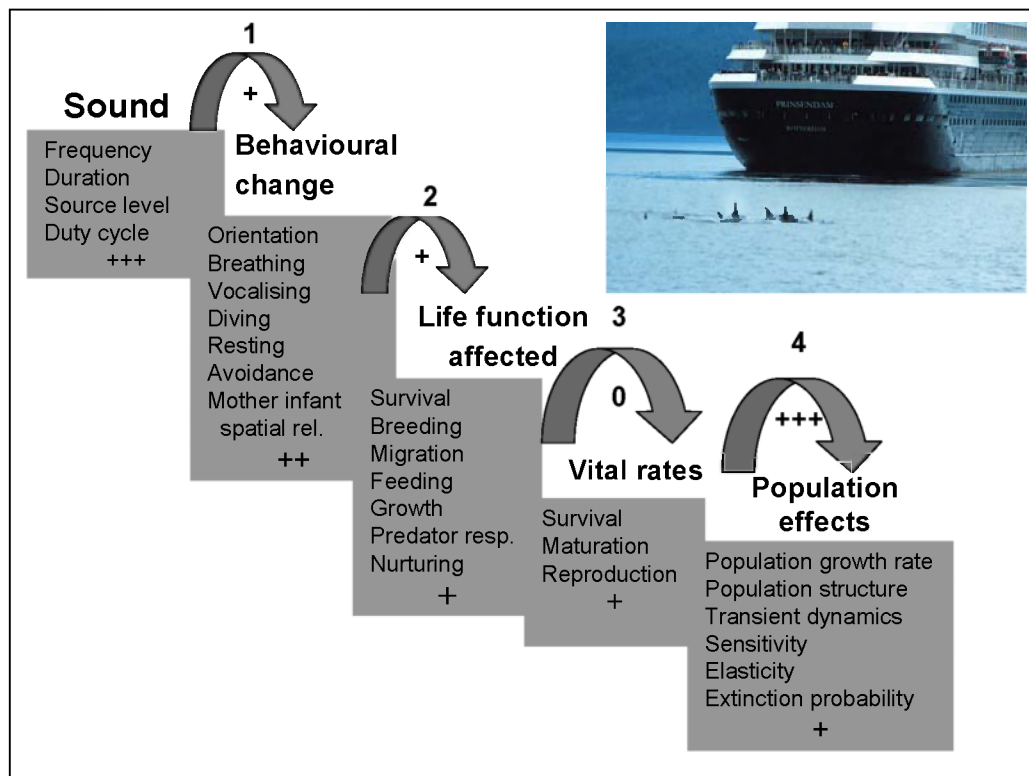 1
+
Sound
Frequency
Duration
Source level
Duty cycle
+++
Behavioural
change
2
+
Orientation
Breathing
Vocalising
Diving
Resting
Avoidance
Mother infant
spatial rel.
++
Life function
affected
3
0
Survival
Breeding
Migration
Feeding
Growth
Predator resp.
Nurturing
+
Vital rates
4
+++
Survival
Maturation
Reproduction
+
Population
effects
Population growth rate
Population structure
Transient dynamics
Sensitivity
Elasticity
Extinction probability
+
PRINSENDAM
ROTTERDAM